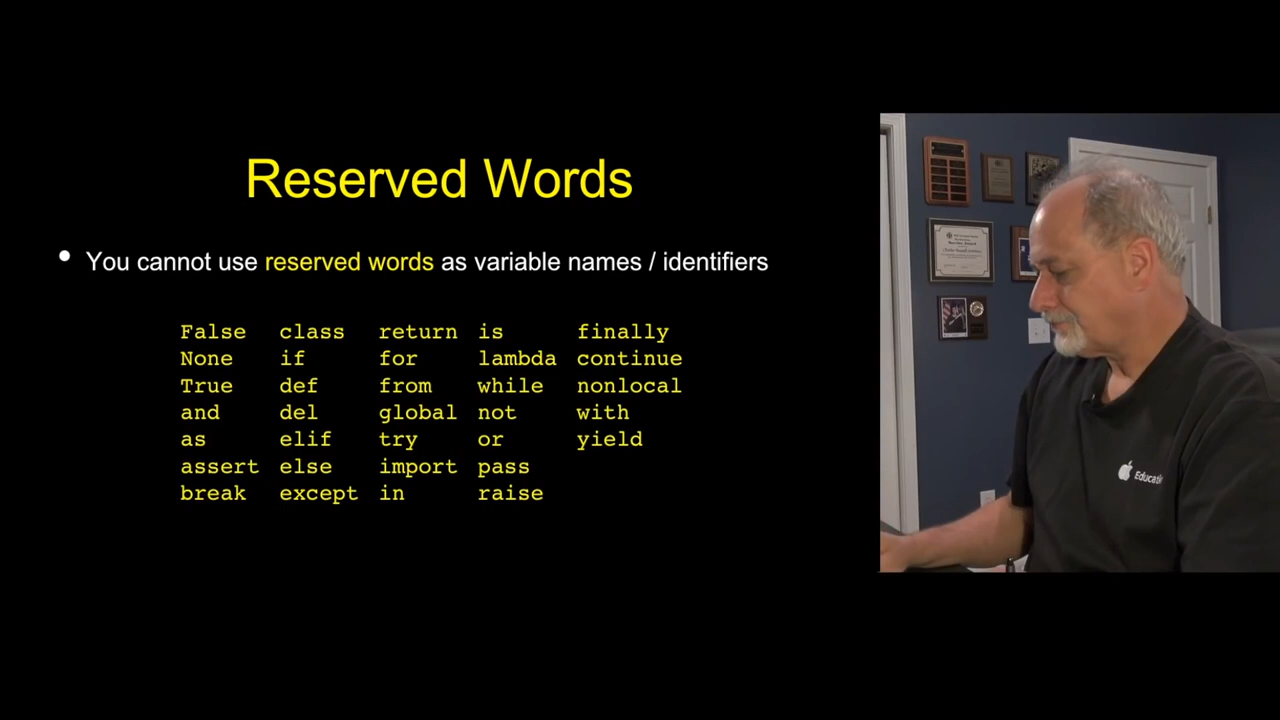 Reserved Words
• You cannot use reserved words as variable names / identifiers
False class return is finally
None if for lambda continue
True def from while nonlocal
and del global not with
as elif try or yield
assert else import pass
break except in raise